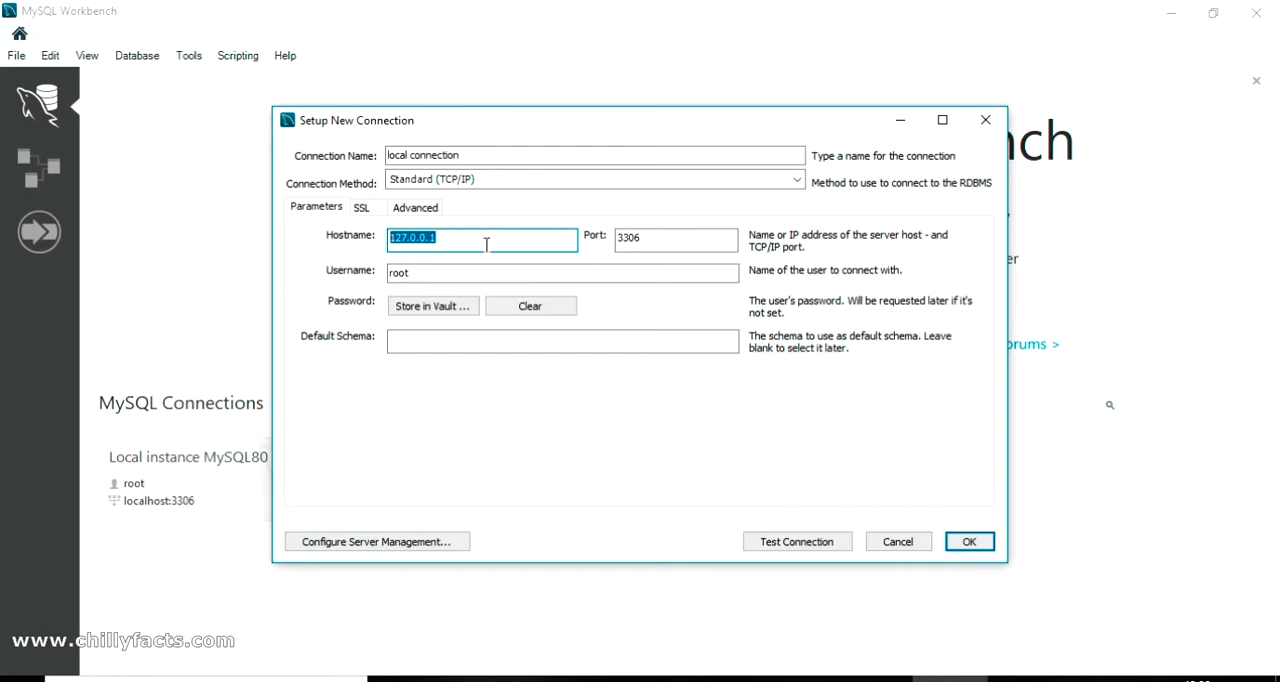 MySQL Workbench
File Edit View Database Tools Scripting Help
nch
Setup New Connection
Connection Name: local connection Type a name for the connection
Connection Method: Standard (TCP/IP) Method to use to connect to the RDBMS
Parameters SSL Advanced
Hostname: 127.0.0.1 Port: 3306 Name or IP address of the server host - and
TCP/IP port.
er
Username: root Name of the user to connect with.
Password: Store in Vault ... Clear The user's password. Will be requested later if it's
not set.
Default Schema: The schema to use as default schema. Leave
blank to select it later.
orums >
MySQL Connections
Local instance MySQL80
root
localhost:3306
Configure Server Management... Test Connection Cancel OK
www.chillyfacts.com